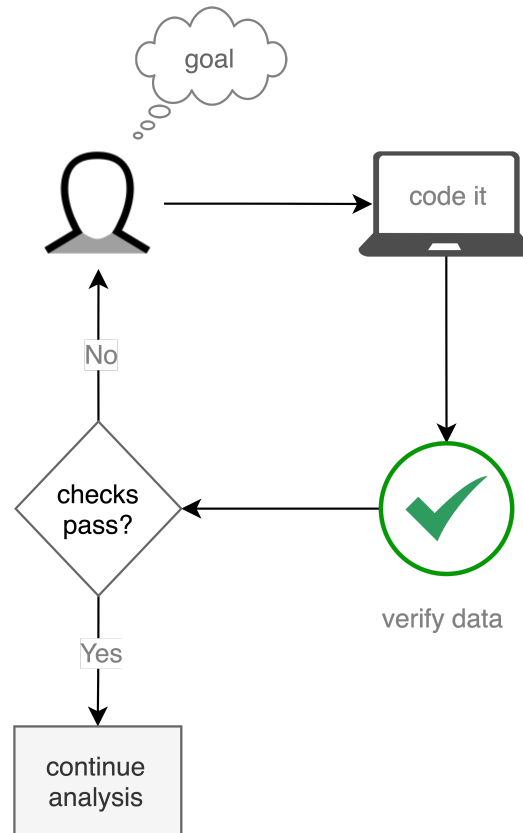 goal
code it
No
checks
pass?
verify data
Yes
continue
analysis